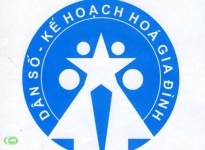 DÂN SỐ - KẾ HOẠCH HOÁ GIA ĐÌNH